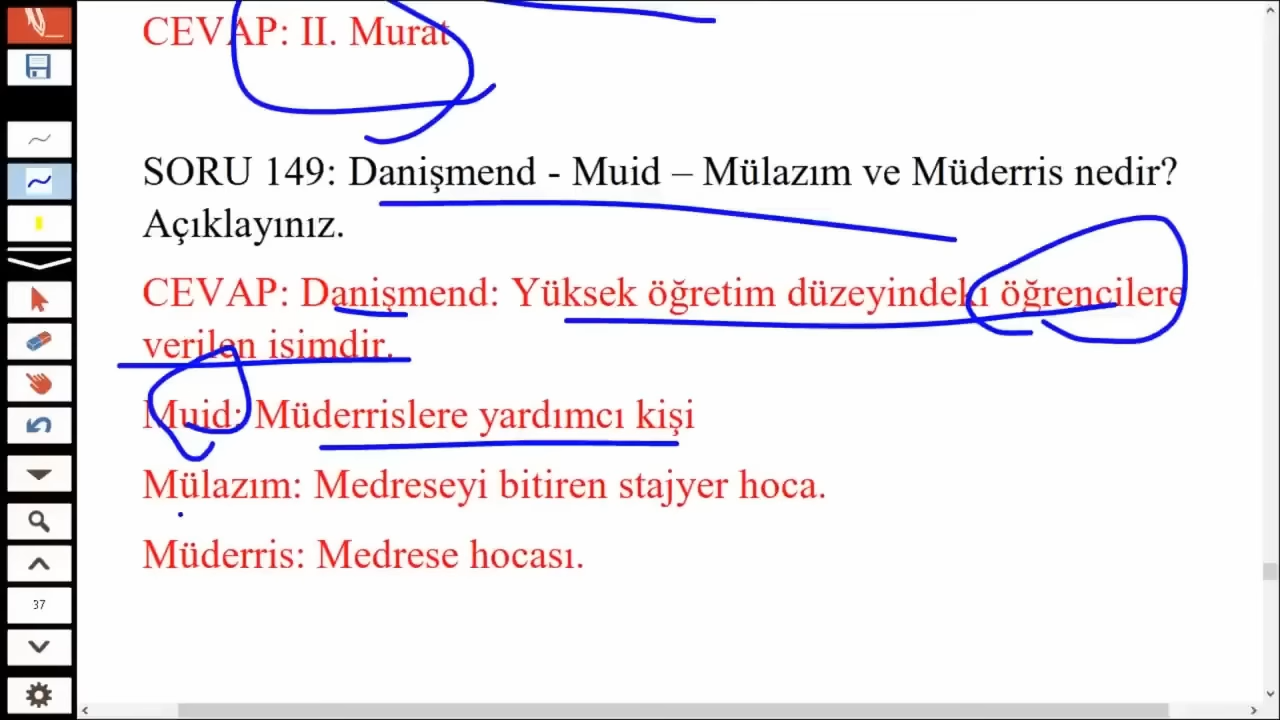 CEVAP: II. Murat
SORU 149: Danişmend - Muid – Mülazım ve Müderris nedir?
Açıklayınız.
CEVAP: Danişmend: Yüksek öğretim düzeyindeki öğrencilere
verilen isimdir.
Muid: Müderrislere yardımcı kişi
Mülazım: Medreseyi bitiren stajyer hoca.
Müderris: Medrese hocası.
37